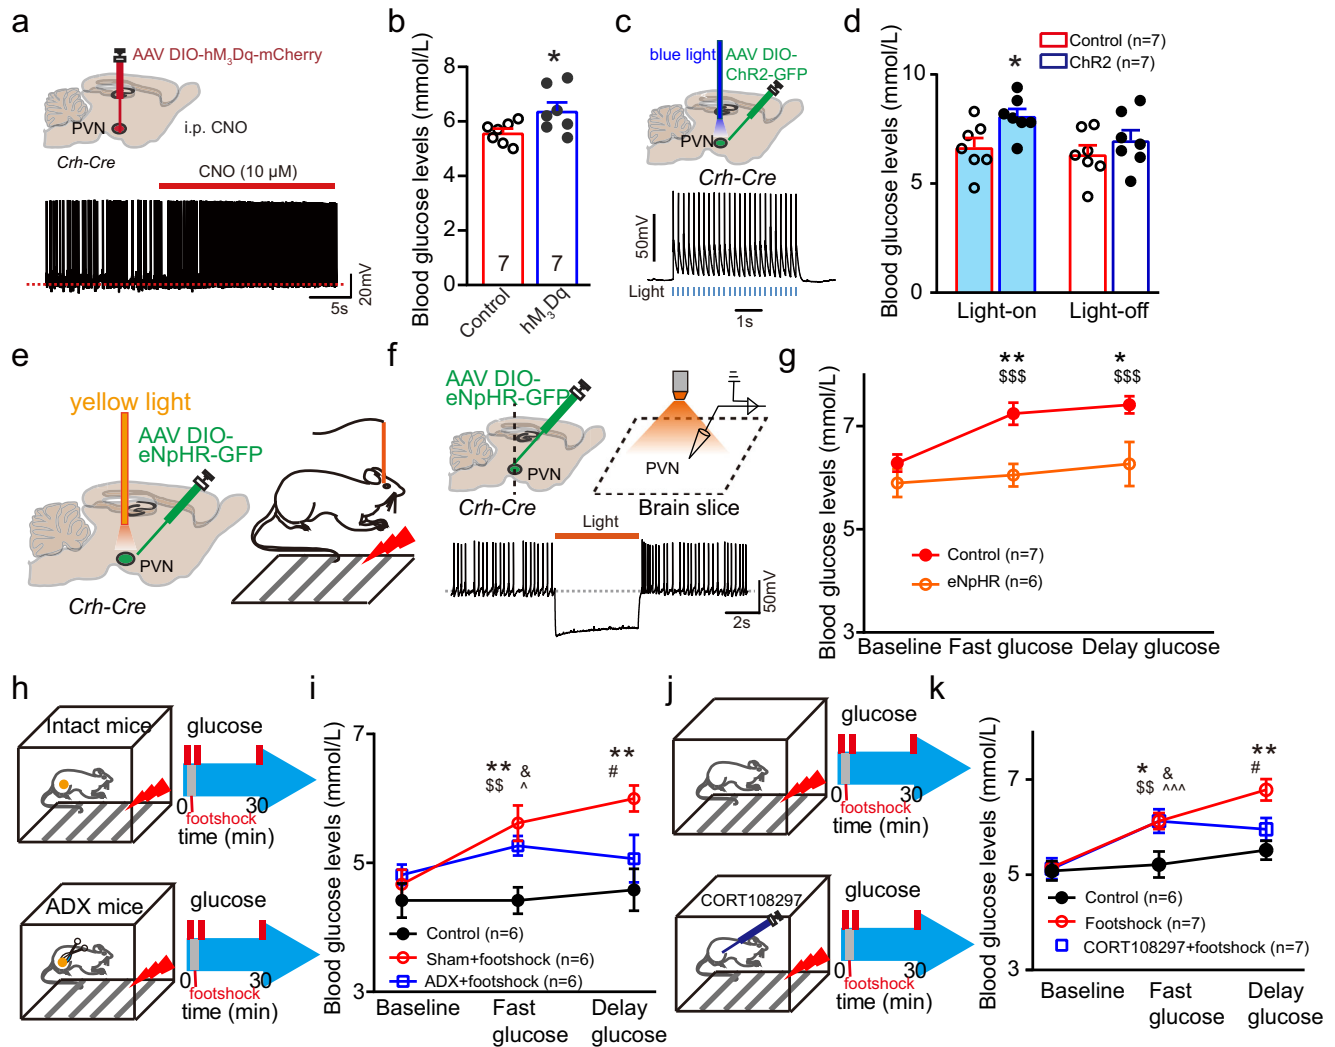 a
AAV DIO-hM3Dq-mCherry
PVN
i.p. CNO
Crh-Cre
CNO (10 µM)
20mV
5s
b
Blood glucose levels (mmol/L)
*
8
6
4
2
0
7
7
Control
hM3Dq
c
blue light
AAV DIO-
ChR2-GFP
PVN
Crh-Cre
50mV
Light
1s
d
Blood glucose levels (mmol/L)
Control (n=7)
ChR2 (n=7)
*
10
5
0
Light-on
Light-off
e
yellow light
AAV DIO-
eNpHR-GFP
PVN
Crh-Cre
f
AAV DIO-
eNpHR-GFP
PVN
Crh-Cre
PVN
Brain slice
Light
50mV
2s
g
Blood glucose levels (mmol/L)
**
$$$
*
$$$
7
5
3
Control (n=7)
eNpHR (n=6)
Baseline
Fast glucose
Delay glucose
h
Intact mice
glucose
0
30
footshock
time (min)
ADX mice
glucose
0
30
footshock
time (min)
i
Blood glucose levels (mmol/L)
7
5
3
**
$$
&
^
**
#
Control (n=6)
Sham+footshock (n=6)
ADX+footshock (n=6)
Baseline
Fast
glucose
Delay
glucose
j
glucose
0
30
footshock
time (min)
CORT108297
glucose
0
30
footshock
time (min)
k
Blood glucose levels (mmol/L)
7
5
3
*
$$
&
^^^
**
#
Control (n=6)
Footshock (n=7)
CORT108297+footshock (n=7)
Baseline
Fast
glucose
Delay
glucose